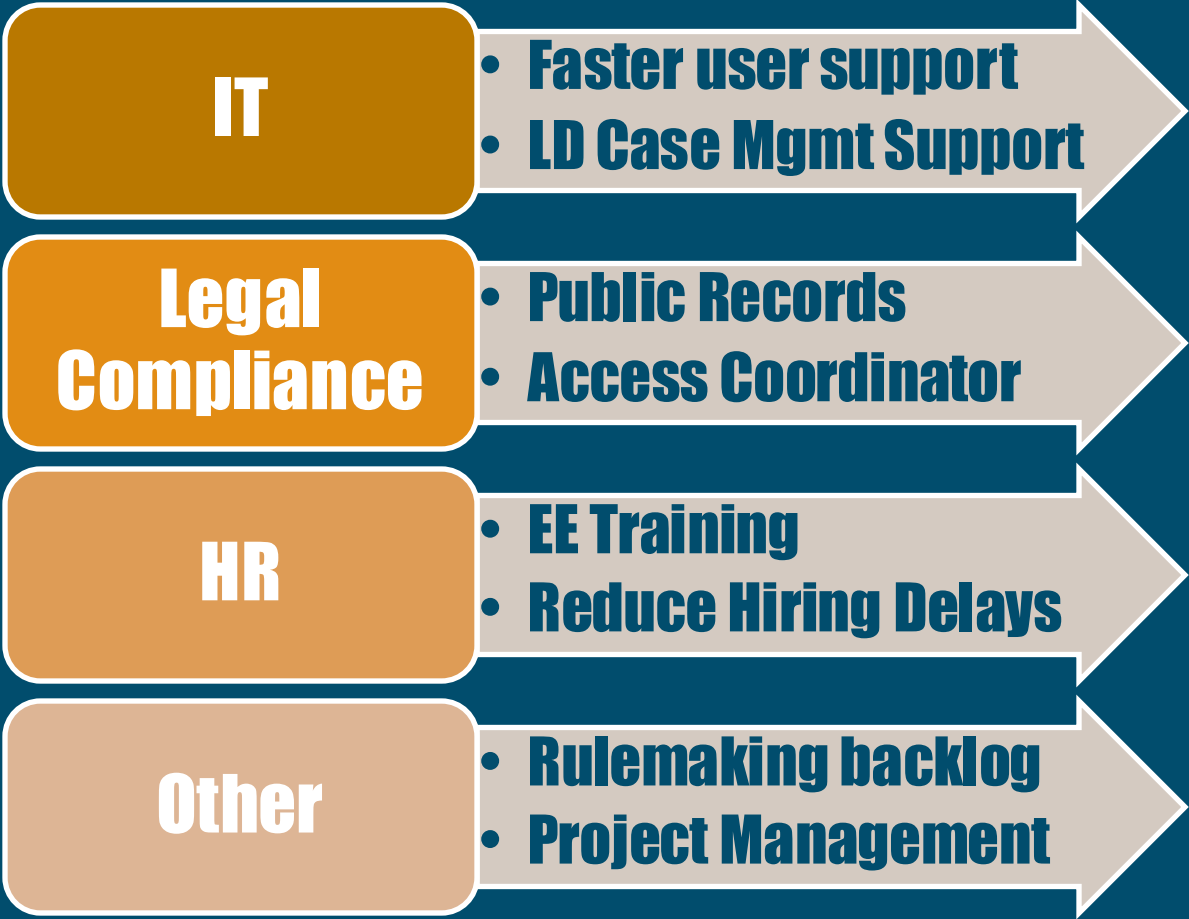 IT
• Faster user support
• LD Case Mgmt Support
Legal
Compliance
• Public Records
• Access Coordinator
HR
• EE Training
• Reduce Hiring Delays
Other
• Rulemaking backlog
• Project Management